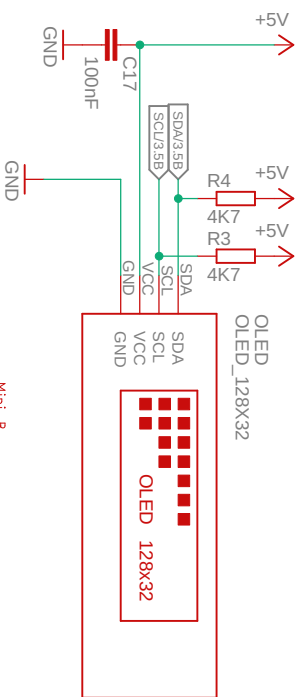 +5V
GND
C17
100nF
SCL/3.5B
SDA/3.5B
GND
R4
+5V
4K7
R3
+5V
4K7
GND
VCC
SCL
SDA
OLED
OLED_128X32
GND
VCC
SCL
SDA
OLED 128x32
Mini